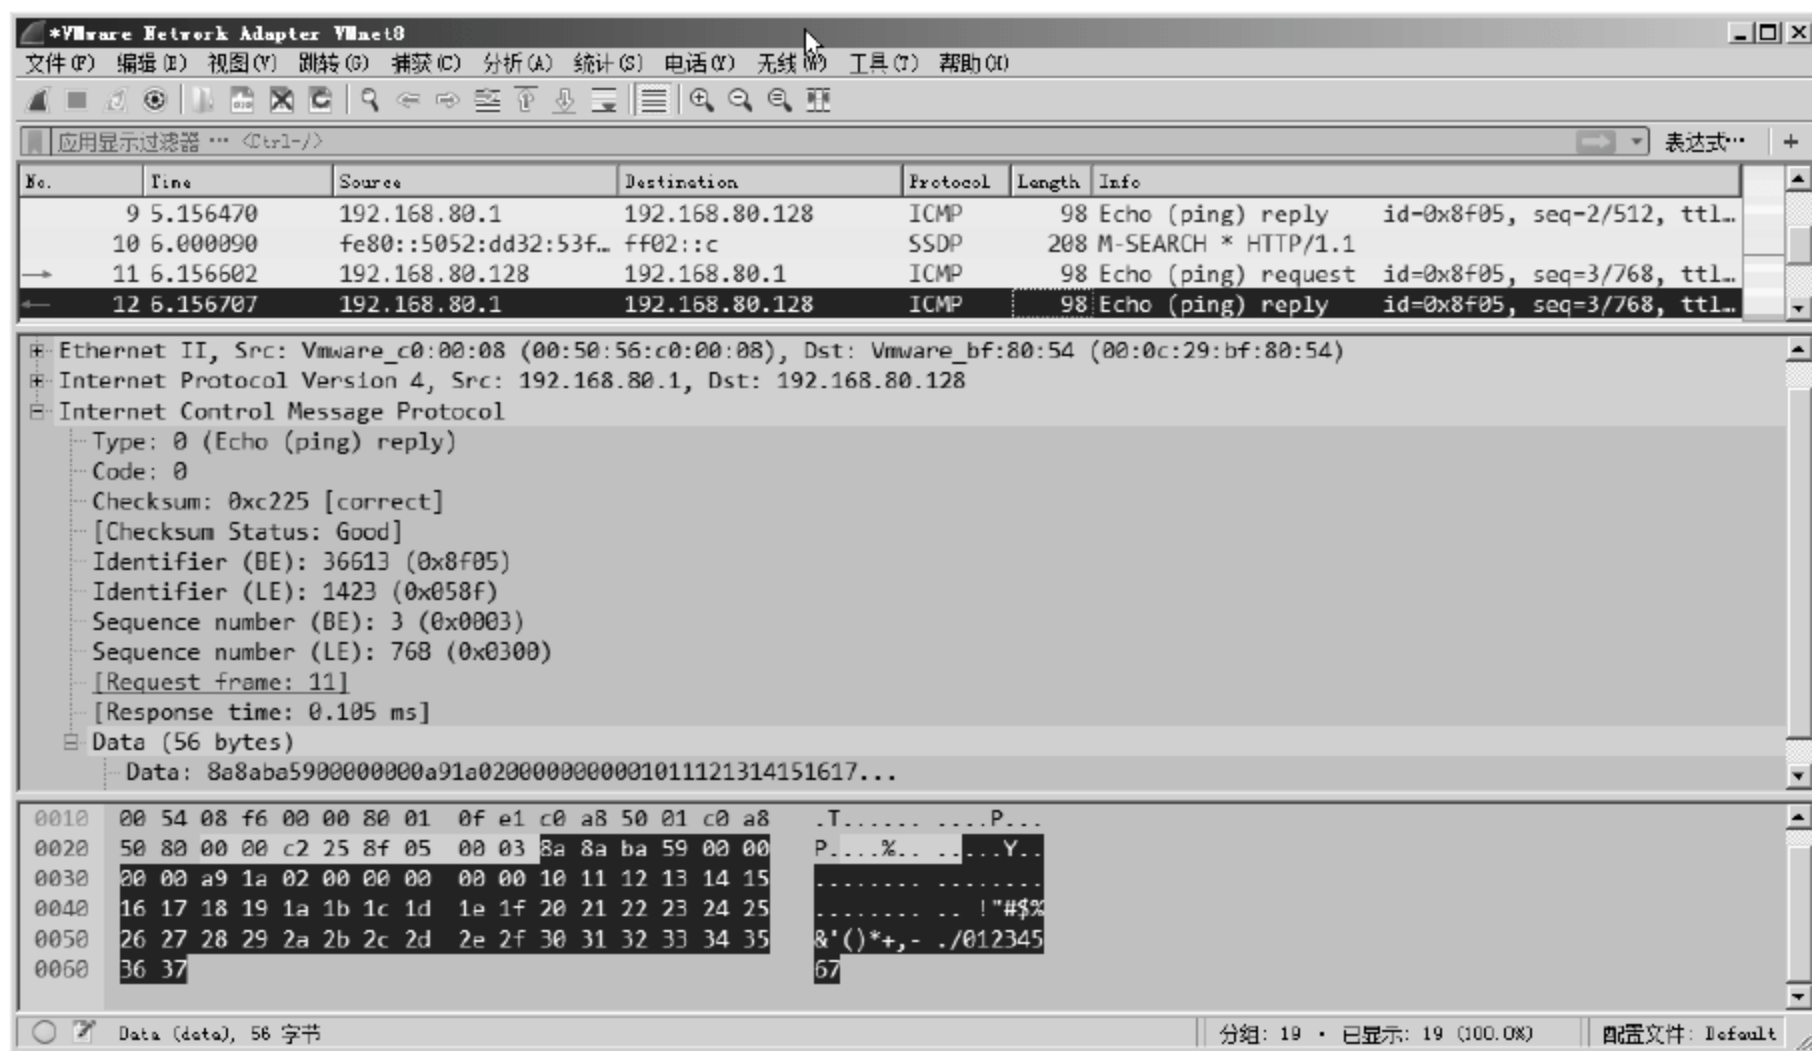 *VMware Network Adapter VMnet8
文件(F) 编辑(E) 视图(V) 跳转(G) 捕获(C) 分析(A) 统计(S) 电话(Y) 无线(W) 工具(T) 帮助(H)
应用显示过滤器 … <Ctrl-/> 表达式… +
No. Time Source Destination Protocol Length Info
9 5.156470 192.168.80.1 192.168.80.128 ICMP 98 Echo (ping) reply id=0x8f05, seq=2/512, ttl…
10 6.000090 fe80::5052:dd32:53f… ff02::c SSDP 208 M-SEARCH * HTTP/1.1
11 6.156602 192.168.80.128 192.168.80.1 ICMP 98 Echo (ping) request id=0x8f05, seq=3/768, ttl…
12 6.156707 192.168.80.1 192.168.80.128 ICMP 98 Echo (ping) reply id=0x8f05, seq=3/768, ttl…
Ethernet II, Src: Vmware_c0:00:08 (00:50:56:c0:00:08), Dst: Vmware_bf:80:54 (00:0c:29:bf:80:54)
Internet Protocol Version 4, Src: 192.168.80.1, Dst: 192.168.80.128
Internet Control Message Protocol
Type: 0 (Echo (ping) reply)
Code: 0
Checksum: 0xc225 [correct]
[Checksum Status: Good]
Identifier (BE): 36613 (0x8f05)
Identifier (LE): 1423 (0x058f)
Sequence number (BE): 3 (0x0003)
Sequence number (LE): 768 (0x0300)
[Request frame: 11]
[Response time: 0.105 ms]
Data (56 bytes)
Data: 8a8aba5900000000a91a0200000000001011121314151617...
0010 00 54 08 f6 00 00 80 01 0f e1 c0 a8 50 01 c0 a8 .T...... ....P...
0020 50 80 00 00 c2 25 8f 05 00 03 8a 8a ba 59 00 00 P....%.. .....Y..
0030 00 00 a9 1a 02 00 00 00 00 00 10 11 12 13 14 15 ........ ........
0040 16 17 18 19 1a 1b 1c 1d 1e 1f 20 21 22 23 24 25 ........ .. !"#$%
0050 26 27 28 29 2a 2b 2c 2d 2e 2f 30 31 32 33 34 35 &'()*+,- ./012345
0060 36 37 67
Data (data), 56 字节 分组: 19 · 已显示: 19 (100.0%) 配置文件: Default